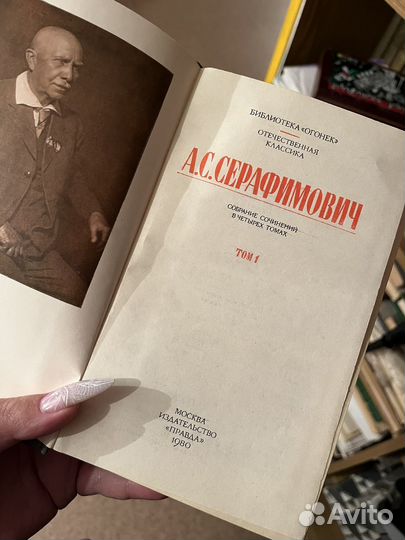 БИБЛИОТЕКА «ОГОНЕК»
ОТЕЧЕСТВЕННАЯ
КЛАССИКА
А.С.СЕРАФИМОВИЧ
СОБРАНИЕ СОЧИНЕНИЙ
В ЧЕТЫРЕХ ТОМАХ
ТОМ 1
МОСКВА
ИЗДАТЕЛЬСТВО
«ПРАВДА»
1980
Avito